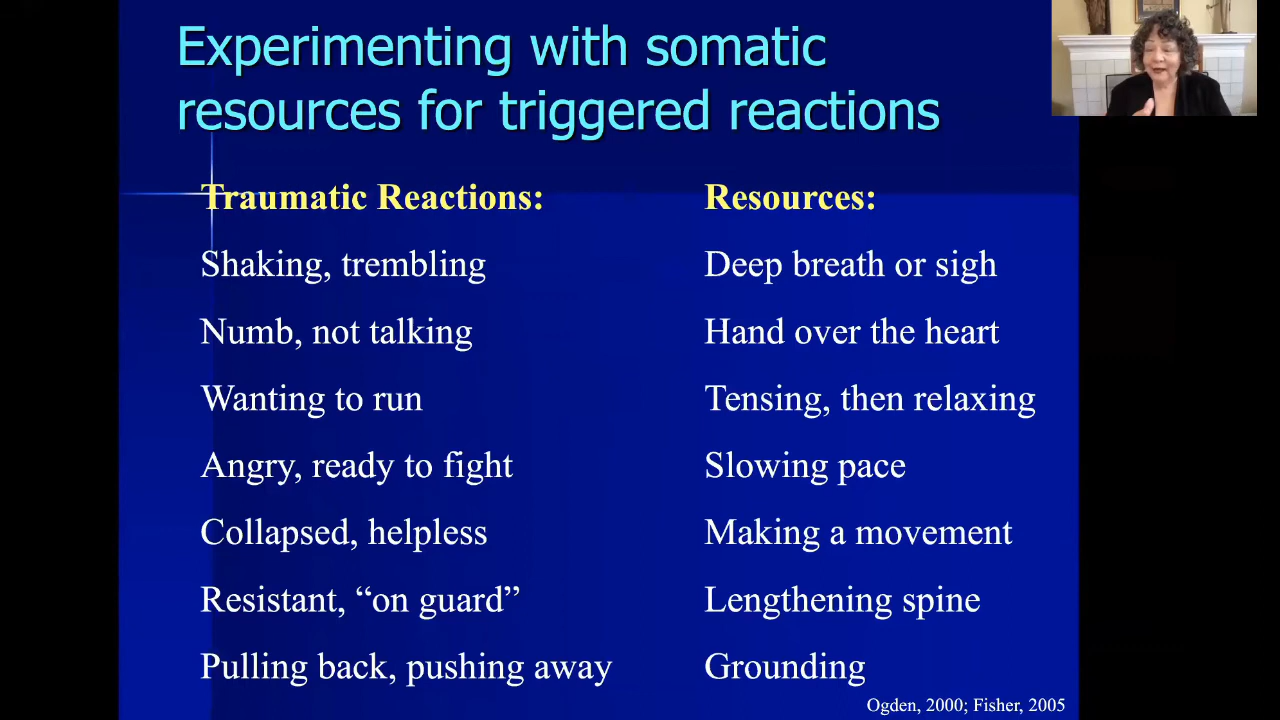 Experimenting with somatic
resources for triggered reactions
Traumatic Reactions: Resources:
Shaking, trembling Deep breath or sigh
Numb, not talking Hand over the heart
Wanting to run Tensing, then relaxing
Angry, ready to fight Slowing pace
Collapsed, helpless Making a movement
Resistant, “on guard” Lengthening spine
Pulling back, pushing away Grounding
Ogden, 2000; Fisher, 2005